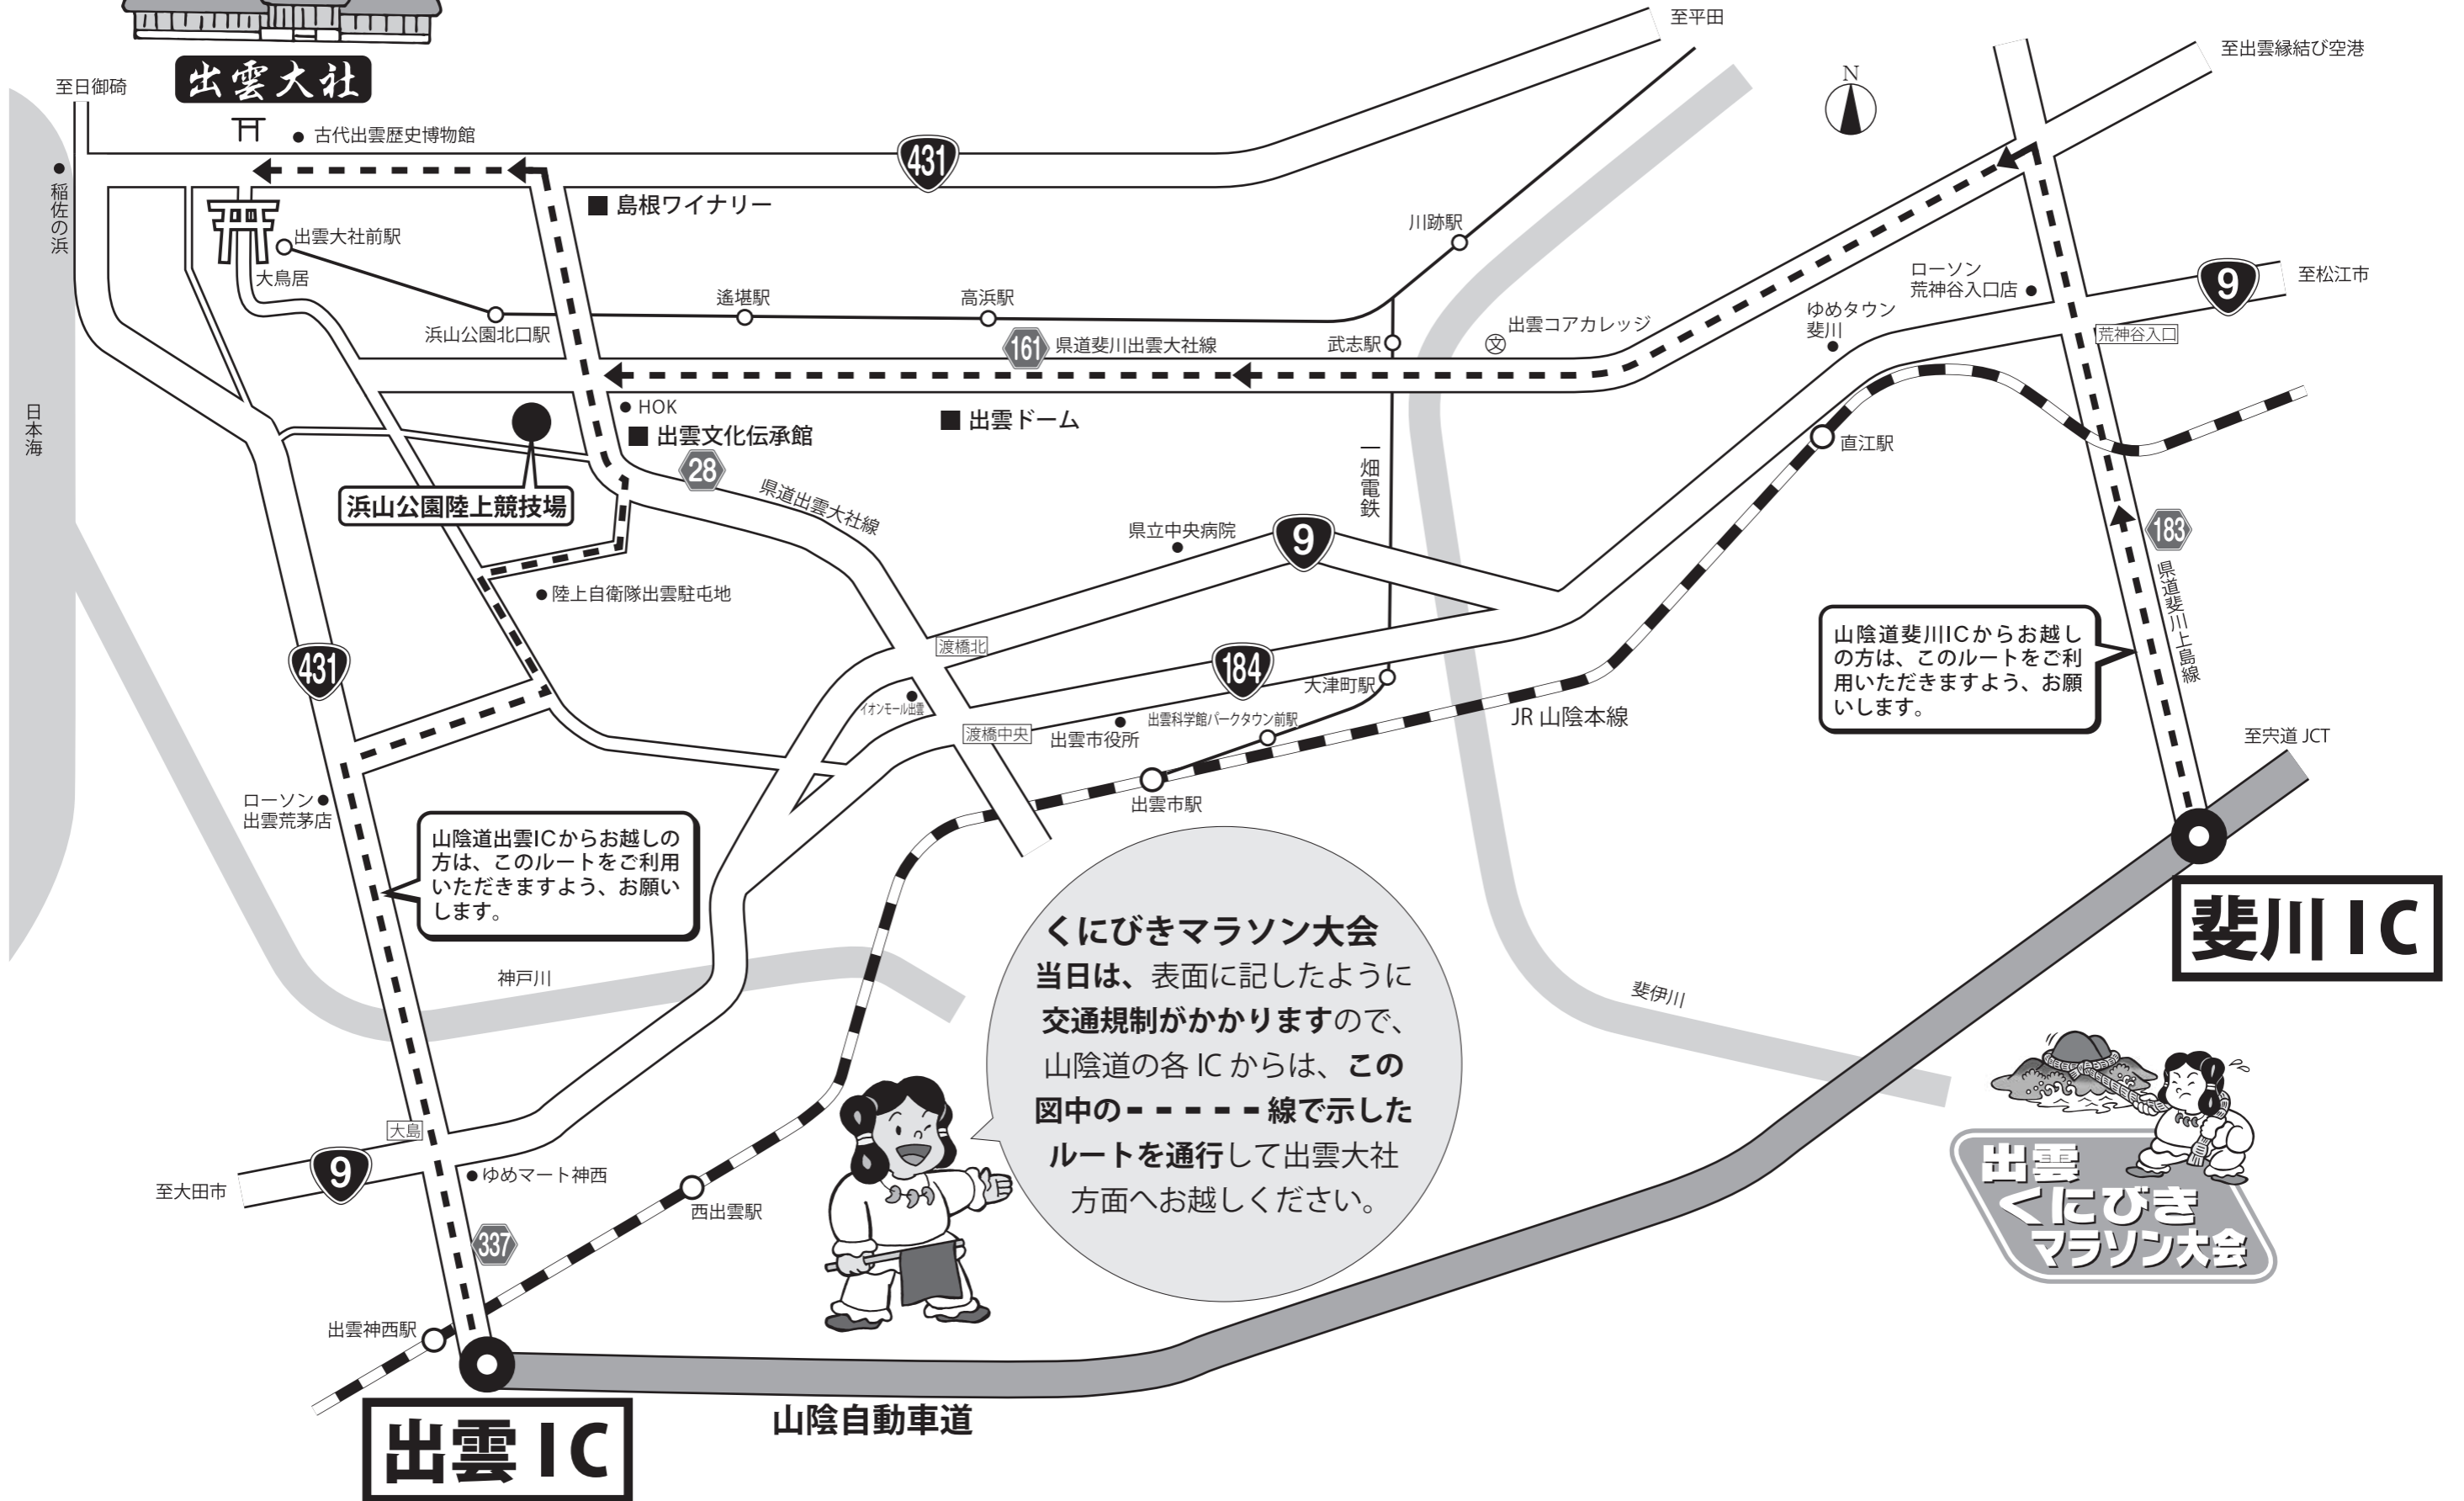 至平田
至出雲縁結び空港
出雲大社
至日御碕
N
古代出雲歴史博物館
431
稲佐の浜
島根ワイナリー
川跡駅
出雲大社前駅
大鳥居
ローソン
荒神谷入口店
9
至松江市
遙堪駅
高浜駅
浜山公園北口駅
ゆめタウン
斐川
出雲コアカレッジ
文
荒神谷入口
161
県道斐川出雲大社線
武志駅
日本海
HOK
出雲ドーム
出雲文化伝承館
直江駅
28
一畑電鉄
浜山公園陸上競技場
県道出雲大社線
県立中央病院
9
183
県道斐川上島線
陸上自衛隊出雲駐屯地
山陰道斐川ICからお越し
の方は、このルートをご利
用いただきますよう、お願
いします。
渡橋北
431
184
大津町駅
イオンモール出雲
出雲科学館パークタウン前駅
JR 山陰本線
渡橋中央
出雲市役所
至宍道 JCT
出雲市駅
ローソン
出雲荒茅店
山陰道出雲ICからお越しの
方は、このルートをご利用
いただきますよう、お願い
します。
斐川 IC
くにびきマラソン大会
当日は、表面に記したように
交通規制がかかりますので、
山陰道の各 IC からは、この
図中の-----線で示した
ルートを通行して出雲大社
方面へお越しください。
神戸川
斐伊川
大島
9
至大田市
ゆめマート神西
西出雲駅
337
出雲
くにびき
マラソン大会
出雲神西駅
山陰自動車道
出雲 IC